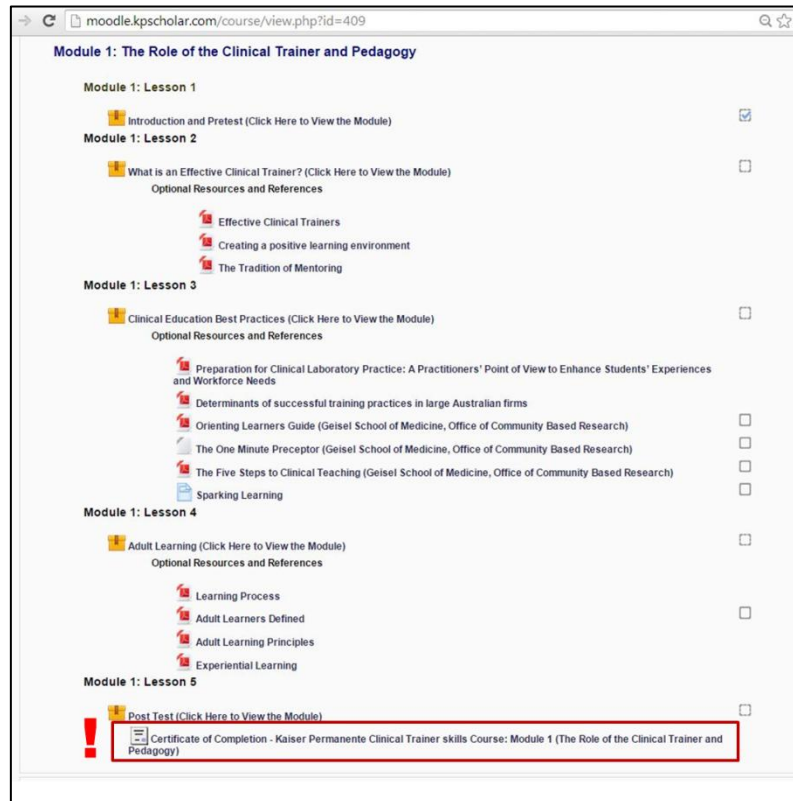 moodle.kpscholar.com/course/view.php?id=409
Module 1: The Role of the Clinical Trainer and Pedagogy
Module 1: Lesson 1
Introduction and Pretest (Click Here to View the Module)
Module 1: Lesson 2
What is an Effective Clinical Trainer? (Click Here to View the Module)
Optional Resources and References
Effective Clinical Trainers
Creating a positive learning environment
The Tradition of Mentoring
Module 1: Lesson 3
Clinical Education Best Practices (Click Here to View the Module)
Optional Resources and References
Preparation for Clinical Laboratory Practice: A Practitioners' Point of View to Enhance Students' Experiences
and Workforce Needs
Determinants of successful training practices in large Australian firms
Orienting Learners Guide (Geisel School of Medicine, Office of Community Based Research)
The One Minute Preceptor (Geisel School of Medicine, Office of Community Based Research)
The Five Steps to Clinical Teaching (Geisel School of Medicine, Office of Community Based Research)
Sparking Learning
Module 1: Lesson 4
Adult Learning (Click Here to View the Module)
Optional Resources and References
Learning Process
Adult Learners Defined
Adult Learning Principles
Experiential Learning
Module 1: Lesson 5
Post Test (Click Here to View the Module)
! Certificate of Completion - Kaiser Permanente Clinical Trainer skills Course: Module 1 (The Role of the Clinical Trainer and
Pedagogy)